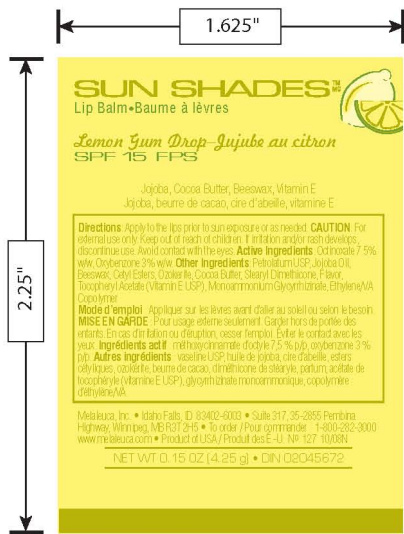 1.625"
2.25"
SUN SHADES™ MC
Lip Balm•Baume à lèvres
Lemon Gum Drop–Jujube au citron
SPF 15 FPS
Jojoba, Cocoa Butter, Beeswax, Vitamin E
Jojoba, beurre de cacao, cire d'abeille, vitamine E
Directions: Apply to the lips prior to sun exposure or as needed. CAUTION: For
external use only. Keep out of reach of children. If irritation and/or rash develops,
discontinue use. Avoid contact with the eyes. Active Ingredients: Octinoxate 7.5%
w/w, Oxybenzone 3% w/w. Other Ingredients: Petrolatum USP, Jojoba Oil,
Beeswax, Cetyl Esters, Ozokerite, Cocoa Butter, Stearyl Dimethicone, Flavor,
Tocopheryl Acetate (Vitamin E USP), Monoammonium Glycyrrhizinate, Ethylene/VA
Copolymer
Mode d'emploi : Appliquer sur les lèvres avant d'aller au soleil ou selon le besoin.
MISE EN GARDE : Pour usage externe seulement. Garder hors de portée des
enfants. En cas d'irritation ou d'éruption, cesser l'emploi. Éviter le contact avec les
yeux. Ingrédients actif : méthoxycinnamate d'octyle 7,5 % p/p, oxybenzone 3 %
p/p. Autres ingrédients : vaseline USP, huile de jojoba, cire d'abeille, esters
cétyliques, ozokérite, beurre de cacao, diméthicone de stéaryle, parfum, acétate de
tocophéryle (vitamine E USP), glycyrrhizinate monoammonique, copolymère
d'éthylène/VA
Melaleuca, Inc. • Idaho Falls, ID 83402-6003 • Suite 317, 35-2855 Pembina
Highway, Winnipeg, MB R3T 2H5 • To order / Pour commander : 1-800-282-3000
www.melaleuca.com • Product of USA / Produit des É.-U. Nº 127 10/08N
NET WT 0.15 OZ (4.25 g) • DIN 02045672